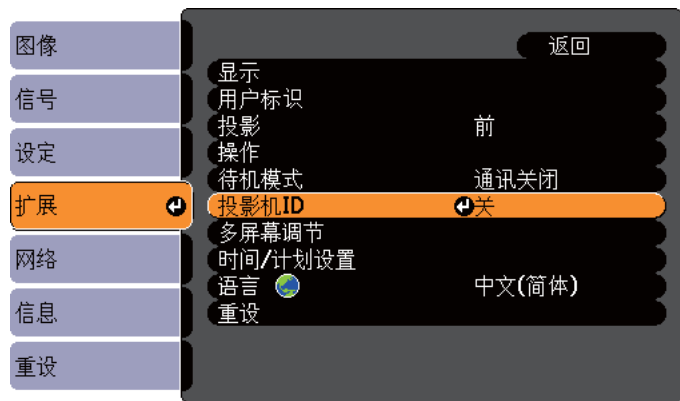 图像
信号
设定
扩展
网络
信息
重设
返回
显示
用户标识
投影 前
操作
待机模式 通讯关闭
投影机ID 关
多屏幕调节
时间/计划设置
语言 中文(简体)
重设